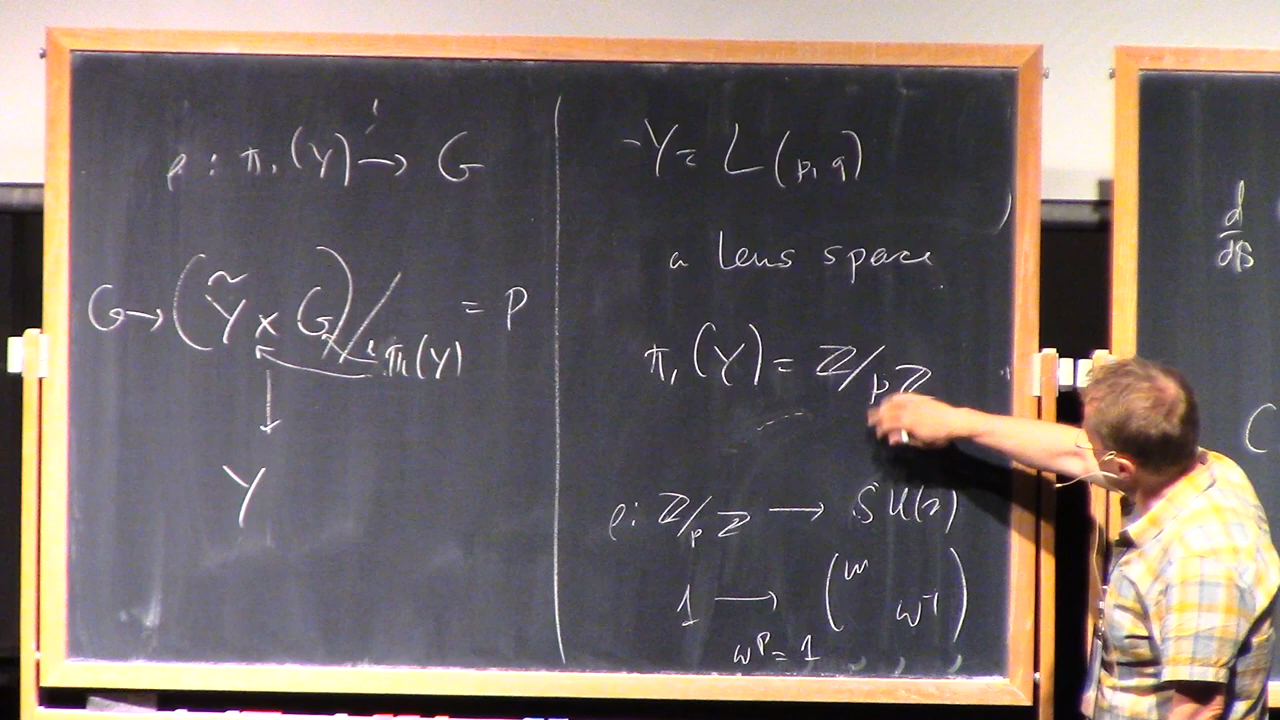 ρ : π₁(Y) → G
G → (Ỹ × G)/π₁(Y) = P
↓
Y
-Y = L(p,q)
a lens space
π₁(Y) = ℤ/pℤ
ρ: ℤ/pℤ → SU(2)
1 → (ω ω⁻¹)
ωᵖ = 1
d/ds
C